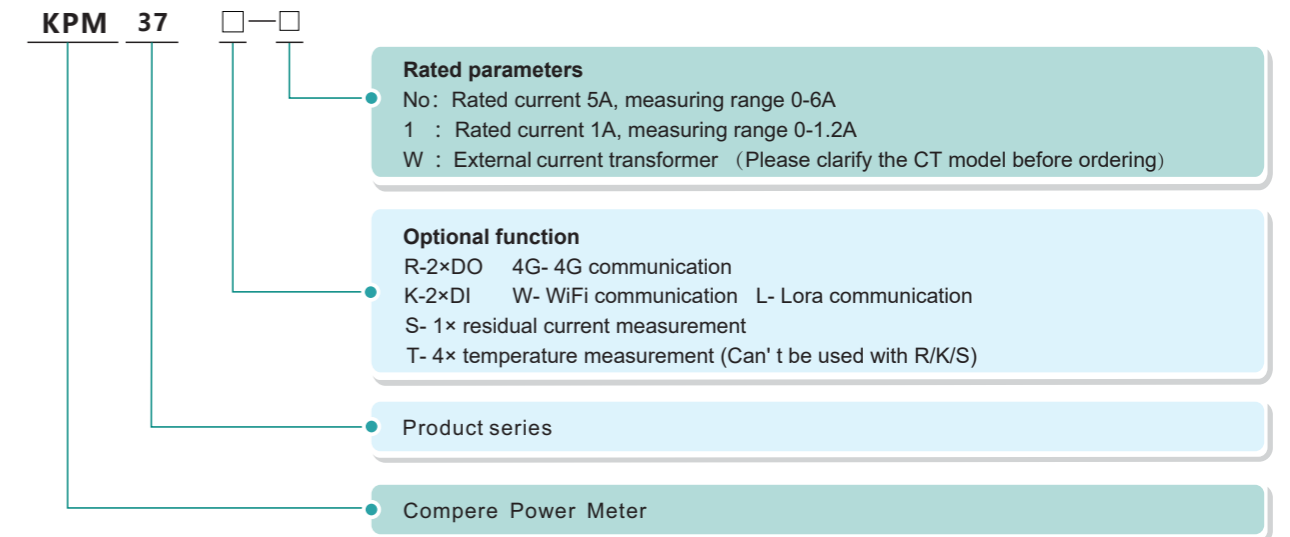 KPM 37 □—□
Rated parameters
No：Rated current 5A, measuring range 0-6A
1 ：Rated current 1A, measuring range 0-1.2A
W ：External current transformer （Please clarify the CT model before ordering）
Optional function
R-2×DO 4G- 4G communication
K-2×DI W- WiFi communication L- Lora communication
S- 1× residual current measurement
T- 4× temperature measurement (Can' t be used with R/K/S)
Product series
Compere Power Meter